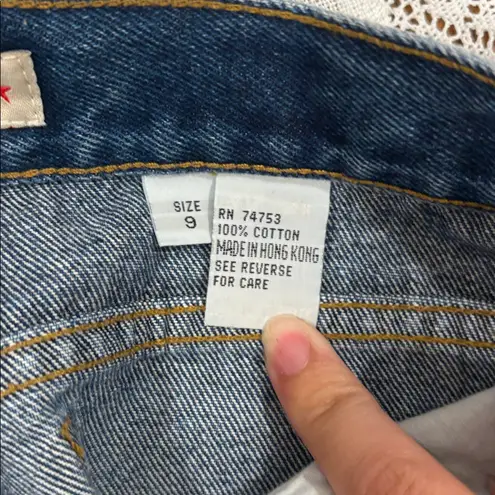 SIZE
9
RN 74753
100% COTTON
MADE IN HONG KONG
SEE REVERSE
FOR CARE